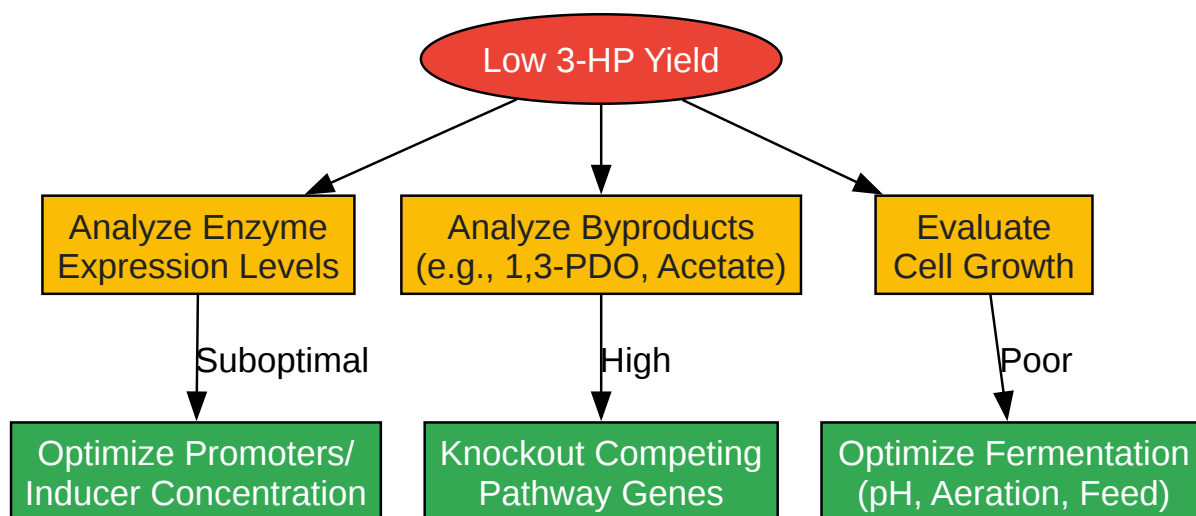 Low 3-HP Yield
Analyze Enzyme
Expression Levels
Analyze Byproducts
(e.g., 1,3-PDO, Acetate)
Evaluate
Cell Growth
Suboptimal
High
Poor
Optimize Promoters/
Inducer Concentration
Knockout Competing
Pathway Genes
Optimize Fermentation
(pH, Aeration, Feed)